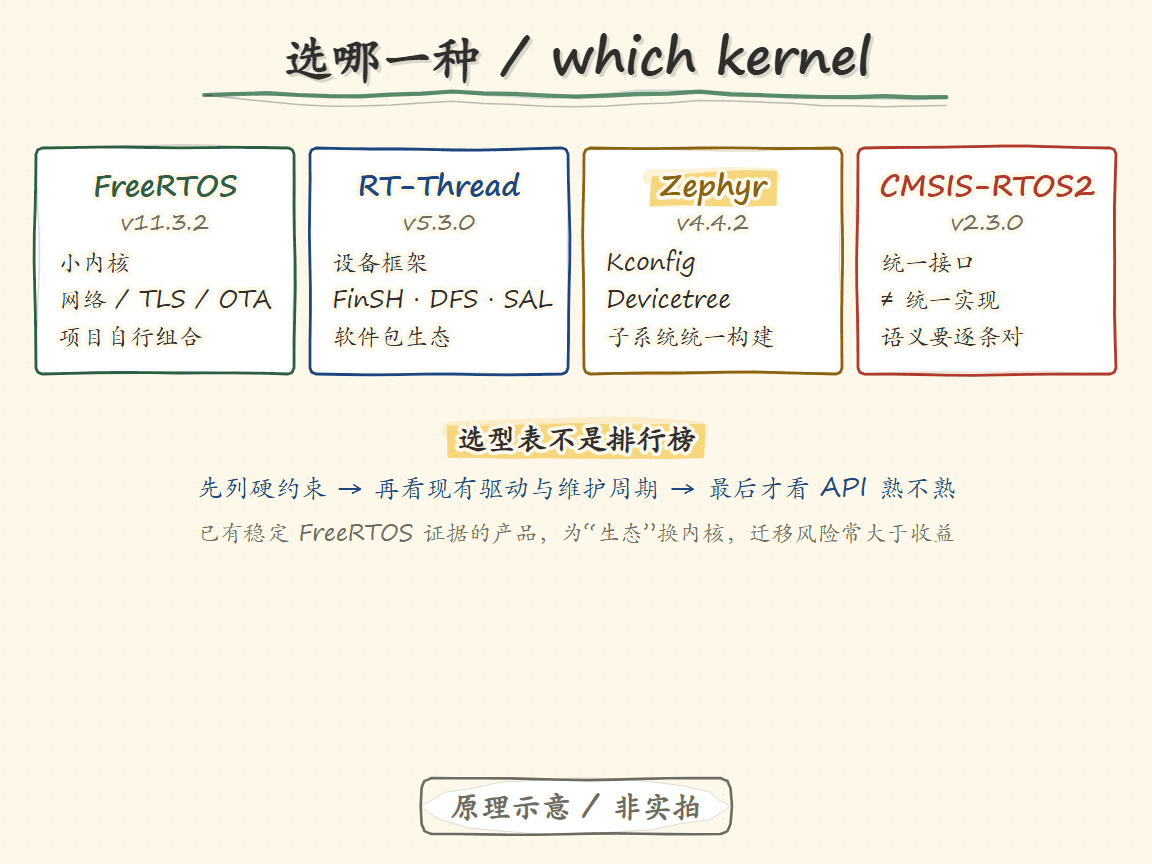 选哪一种 / which kernel
FreeRTOS
v11.3.2
小内核
网络 / TLS / OTA
项目自行组合
RT-Thread
v5.3.0
设备框架
FinSH · DFS · SAL
软件包生态
Zephyr
v4.4.2
Kconfig
Devicetree
子系统统一构建
CMSIS-RTOS2
v2.3.0
统一接口
≠ 统一实现
语义要逐条对
选型表不是排行榜
先列硬约束 → 再看现有驱动与维护周期 → 最后才看 API 熟不熟
已有稳定 FreeRTOS 证据的产品，为“生态”换内核，迁移风险常大于收益
原理示意 / 非实拍